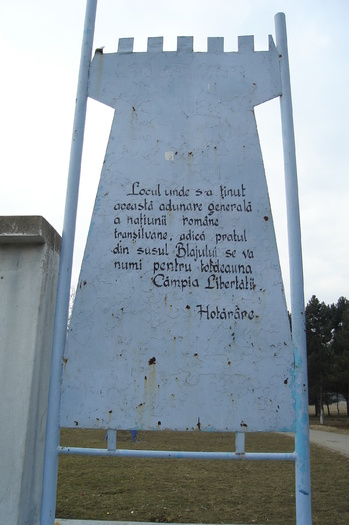 Locul unde s-a ținut
această adunare generală
a națiunii române
transilvane, adică pratul
din susul Blajului se va
numi pentru totdeauna
Câmpia Libertății.
Hotărâre